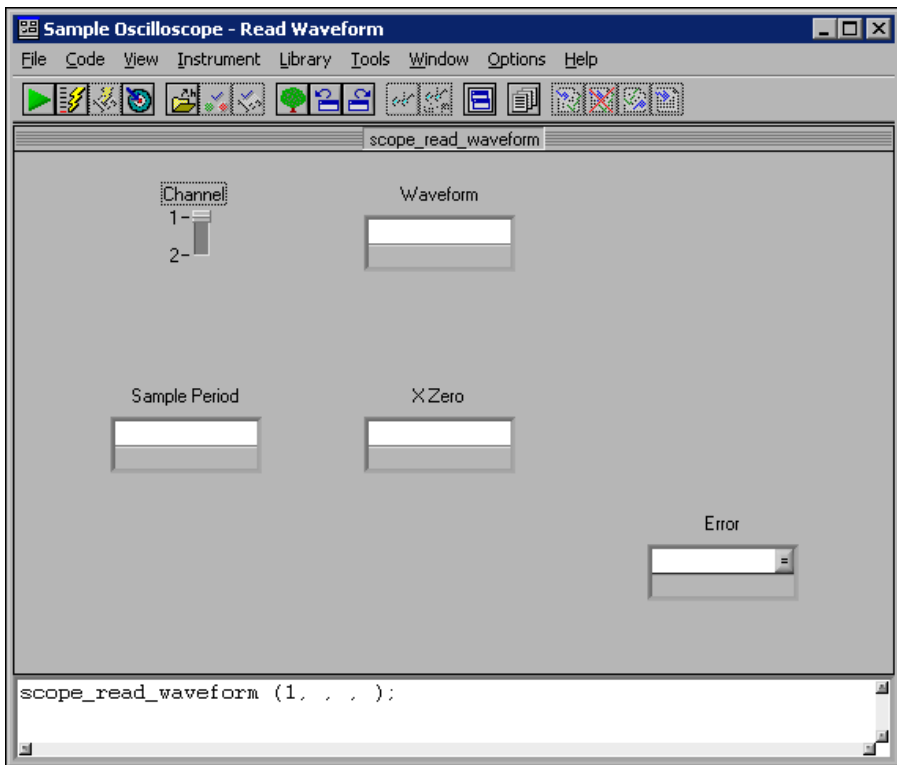 Sample Oscilloscope - Read Waveform
File Code View Instrument Library Tools Window Options Help
scope_read_waveform
Channel
1
2
Waveform
Sample Period
X Zero
Error
=
scope_read_waveform (1, , , );